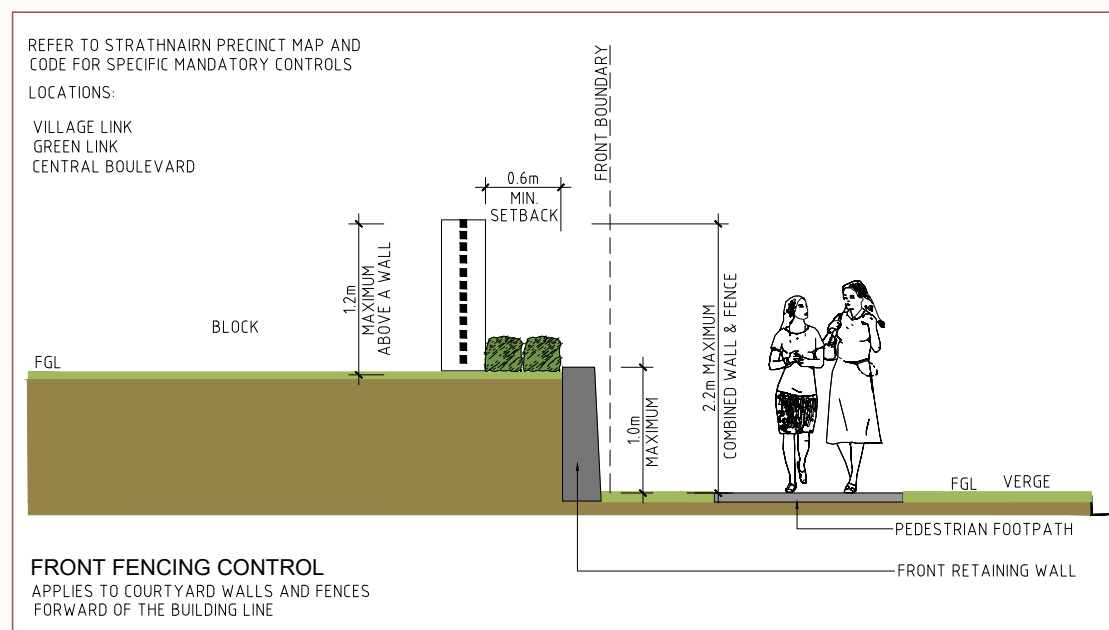 REFER TO STRATHNAIRN PRECINCT MAP AND
CODE FOR SPECIFIC MANDATORY CONTROLS
LOCATIONS:
VILLAGE LINK
GREEN LINK
CENTRAL BOULEVARD
FRONT BOUNDARY
0.6m
MIN.
SETBACK
1.2m
MAXIMUM
ABOVE A WALL
BLOCK
FGL
1.0m
MAXIMUM
2.2m MAXIMUM
COMBINED WALL & FENCE
FGL VERGE
PEDESTRIAN FOOTPATH
FRONT RETAINING WALL
FRONT FENCING CONTROL
APPLIES TO COURTYARD WALLS AND FENCES
FORWARD OF THE BUILDING LINE